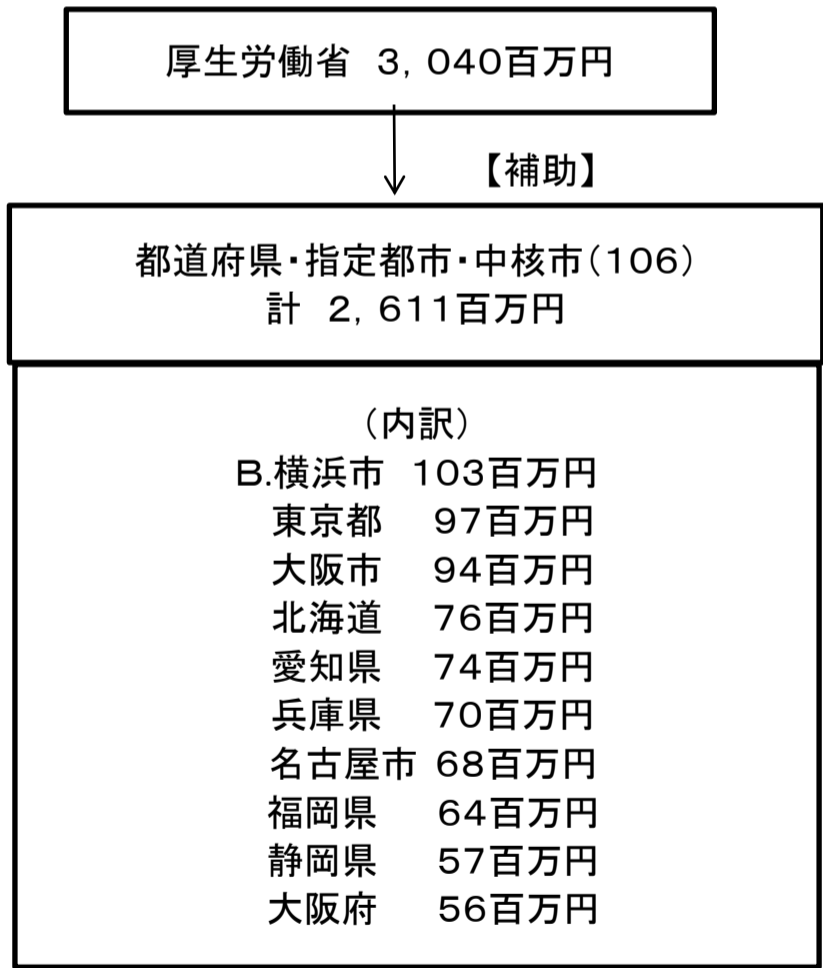 厚生労働省 3，040百万円
【補助】
都道府県・指定都市・中核市（106）
計 2，611百万円
（内訳）
B.横浜市 103百万円
東京都 97百万円
大阪市 94百万円
北海道 76百万円
愛知県 74百万円
兵庫県 70百万円
名古屋市 68百万円
福岡県 64百万円
静岡県 57百万円
大阪府 56百万円